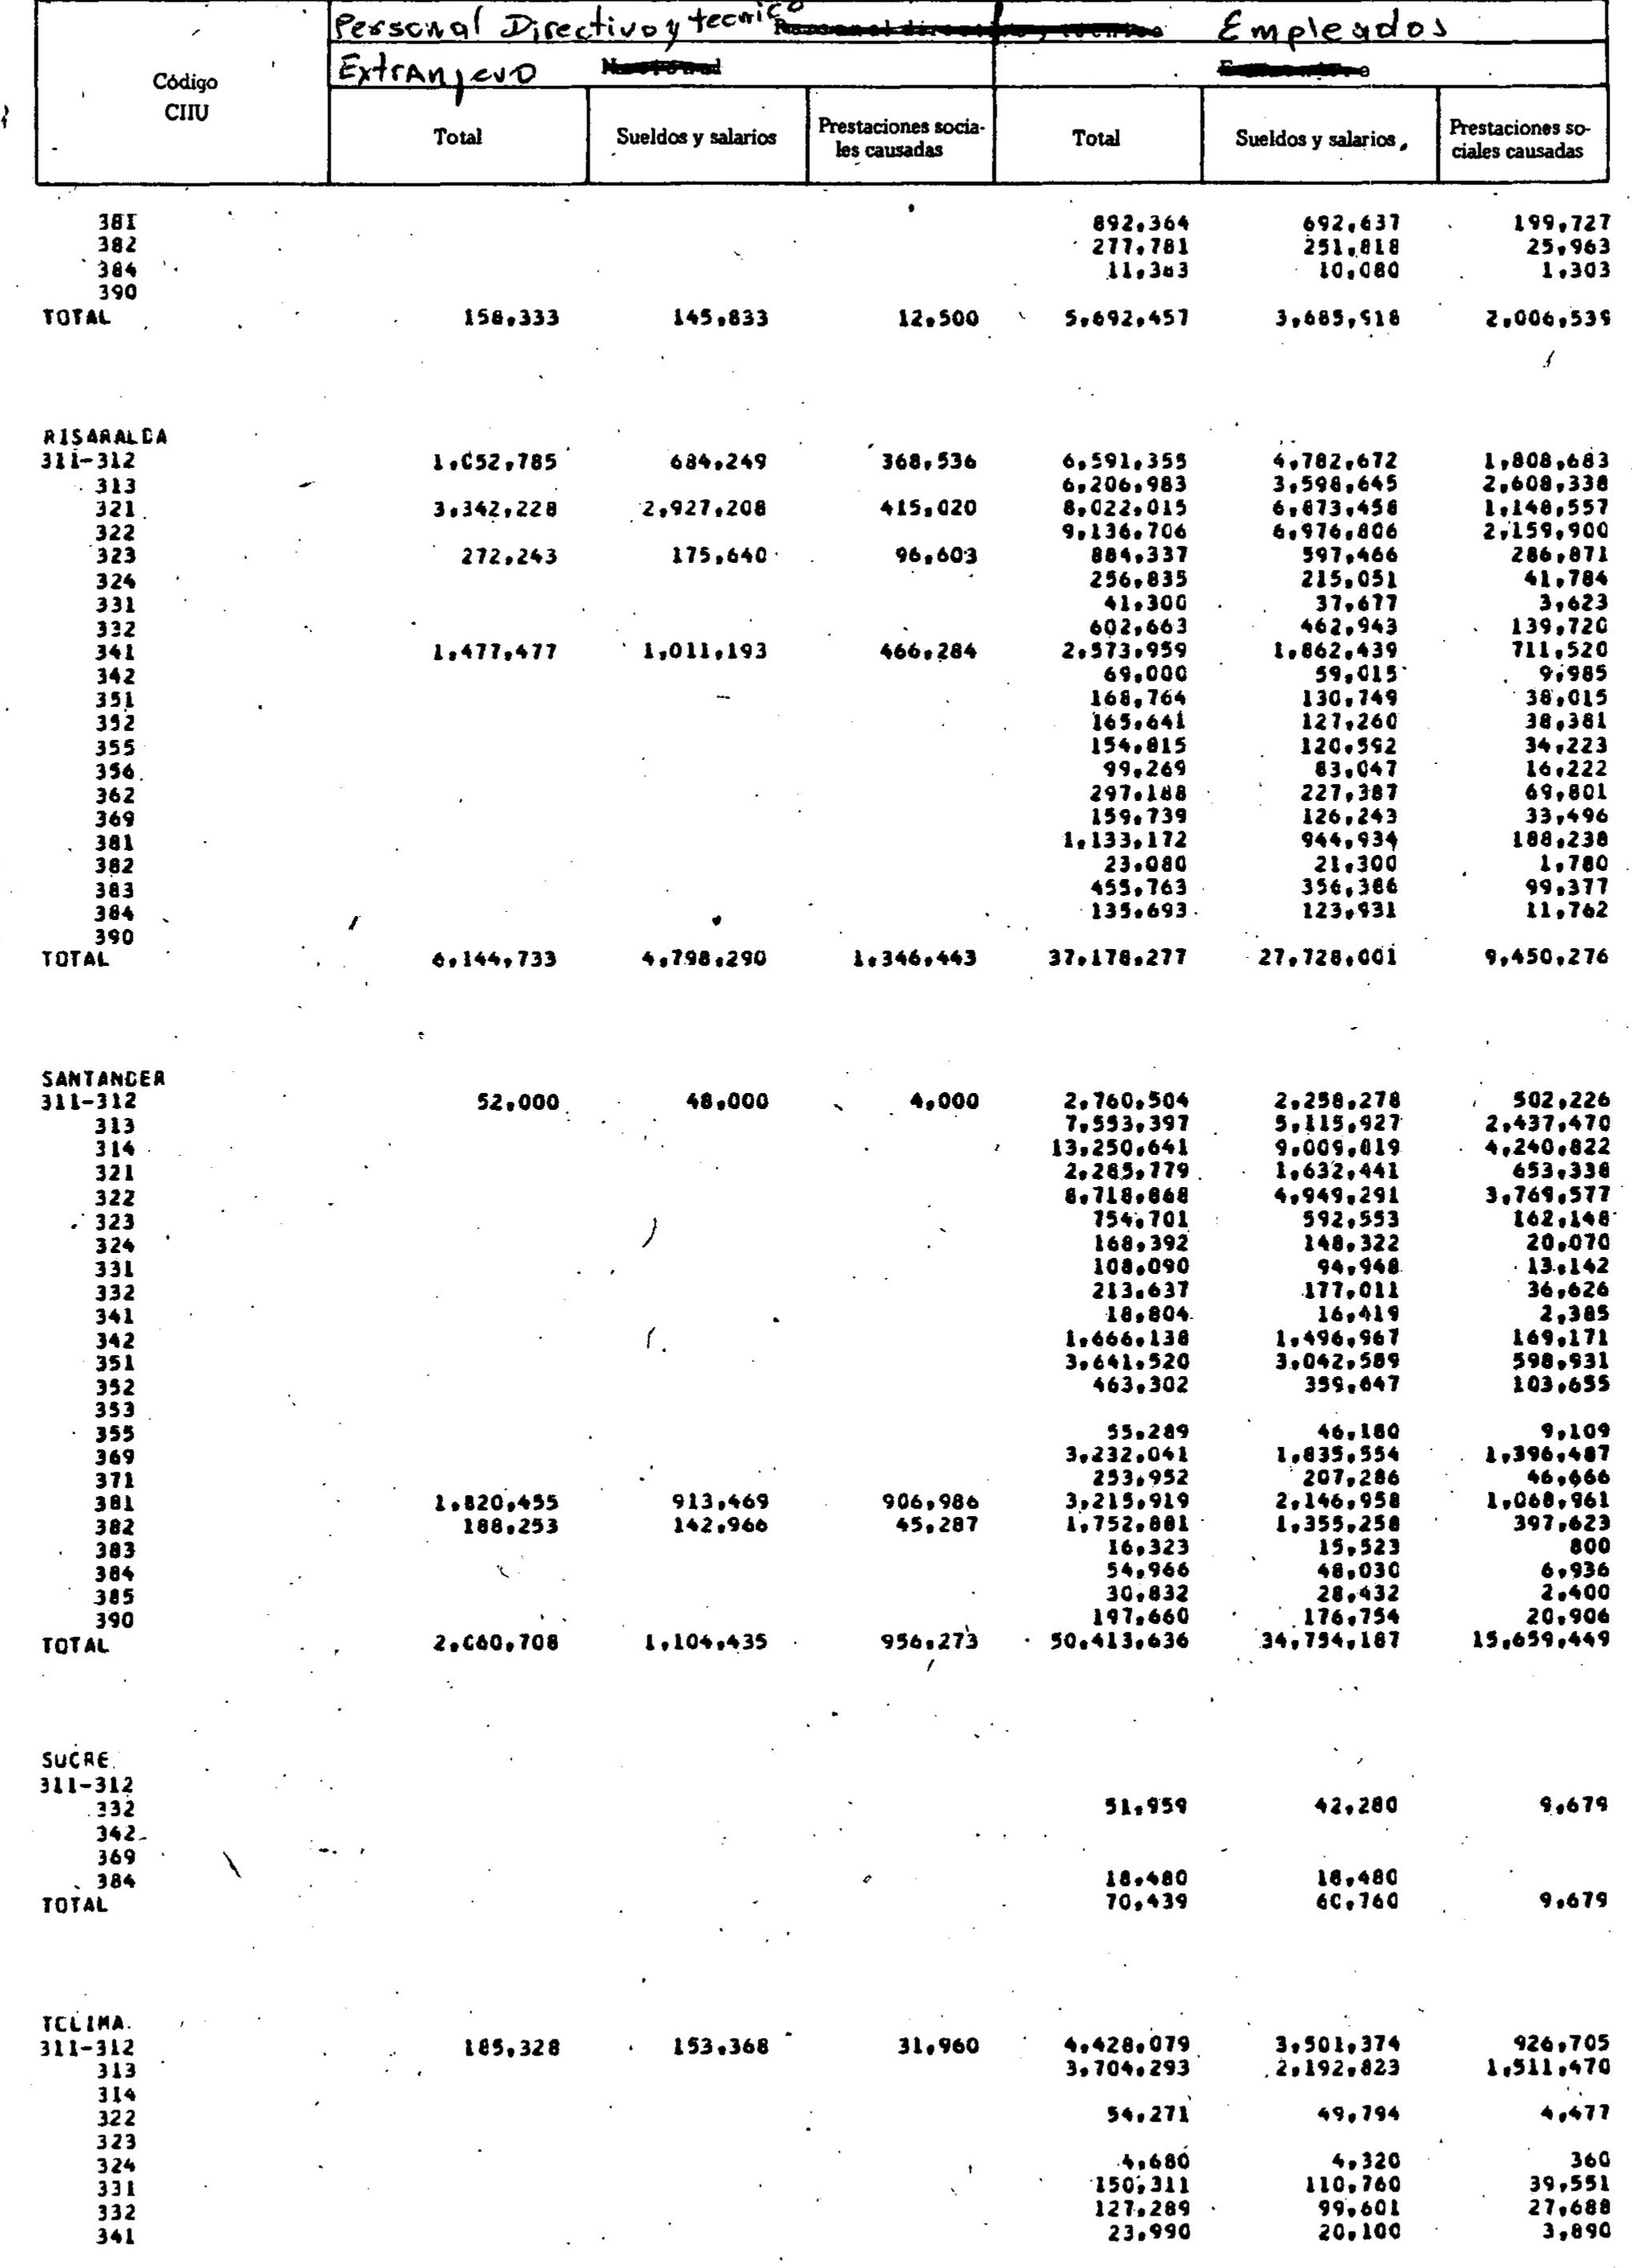 Personal Directivo y tecnico Empleados
Extranjero
Código CIIU
Total Sueldos y salarios Prestaciones socia-les causadas Total Sueldos y salarios Prestaciones so-ciales causadas
381 892,364 692,637 199,727
382 277,781 251,818 25,963
384 11,383 10,080 1,303
390
TOTAL 158,333 145,833 12,500 5,692,457 3,685,918 2,006,539
RISARALDA
311-312 1,052,785 684,249 368,536 6,591,355 4,782,672 1,808,683
313 6,206,983 3,598,645 2,608,338
321 3,342,228 2,927,208 415,020 8,022,015 6,873,458 1,148,557
322 9,136,706 6,976,806 2,159,900
323 272,243 175,640 96,603 884,337 597,466 286,871
324 256,835 215,051 41,784
331 41,300 37,677 3,623
332 602,663 462,943 139,720
341 1,477,477 1,011,193 466,284 2,573,959 1,862,439 711,520
342 69,000 59,015 9,985
351 168,764 130,749 38,015
352 165,641 127,260 38,381
355 154,815 120,592 34,223
356 99,269 83,047 16,222
362 297,188 227,387 69,801
369 159,739 126,243 33,496
381 1,133,172 944,934 188,238
382 23,080 21,300 1,780
383 455,763 356,386 99,377
384 135,693 123,931 11,762
390
TOTAL 6,144,733 4,798,290 1,346,443 37,178,277 27,728,001 9,450,276
SANTANDER
311-312 52,000 48,000 4,000 2,760,504 2,258,278 502,226
313 7,553,397 5,115,927 2,437,470
314 13,250,641 9,009,819 4,240,822
321 2,285,779 1,632,441 653,338
322 8,718,868 4,949,291 3,769,577
323 754,701 592,553 162,148
324 168,392 148,322 20,070
331 108,090 94,948 13,142
332 213,637 177,011 36,626
341 18,804 16,419 2,385
342 1,666,138 1,496,967 169,171
351 3,641,520 3,042,589 598,931
352 463,302 359,647 103,655
353
355 55,289 46,180 9,109
369 3,232,041 1,835,554 1,396,487
371 253,952 207,286 46,666
381 1,820,455 913,469 906,986 3,215,919 2,146,958 1,068,961
382 188,253 142,966 45,287 1,752,881 1,355,258 397,623
383 16,323 15,523 800
384 54,966 48,030 6,936
385 30,832 28,432 2,400
390 197,660 176,754 20,906
TOTAL 2,060,708 1,104,435 956,273 50,413,636 34,754,187 15,659,449
SUCRE
311-312
332 51,959 42,280 9,679
342
369
384 18,480 18,480
TOTAL 70,439 60,760 9,679
TOLIMA
311-312 185,328 153,368 31,960 4,428,079 3,501,374 926,705
313 3,704,293 2,192,823 1,511,470
314
322 54,271 49,794 4,477
323
324 4,680 4,320 360
331 150,311 110,760 39,551
332 127,289 99,601 27,688
341 23,990 20,100 3,890